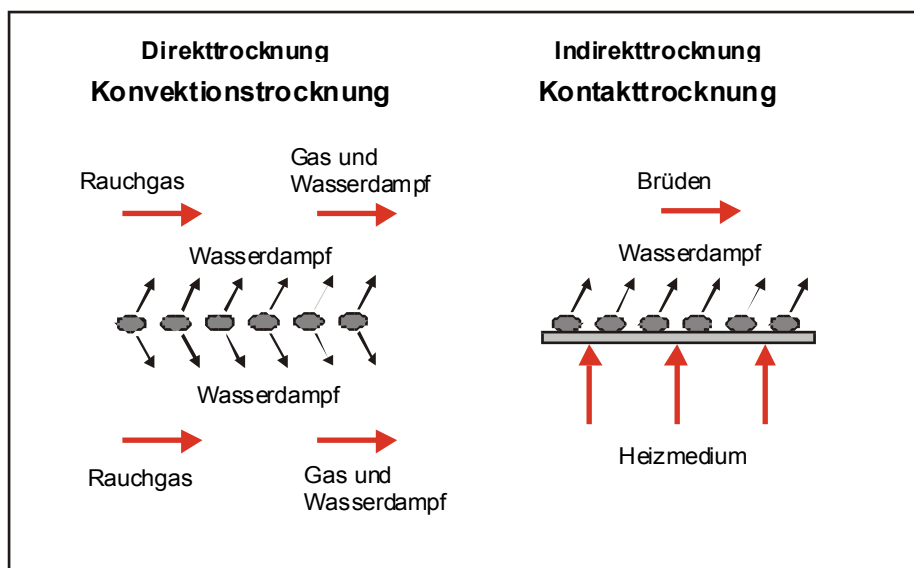 Direkttrocknung
Konvektionstrocknung
Rauchgas
Gas und
Wasserdampf
Wasserdampf
Wasserdampf
Rauchgas
Gas und
Wasserdampf
Indirekttrocknung
Kontakttrocknung
Brüden
Wasserdampf
Heizmedium